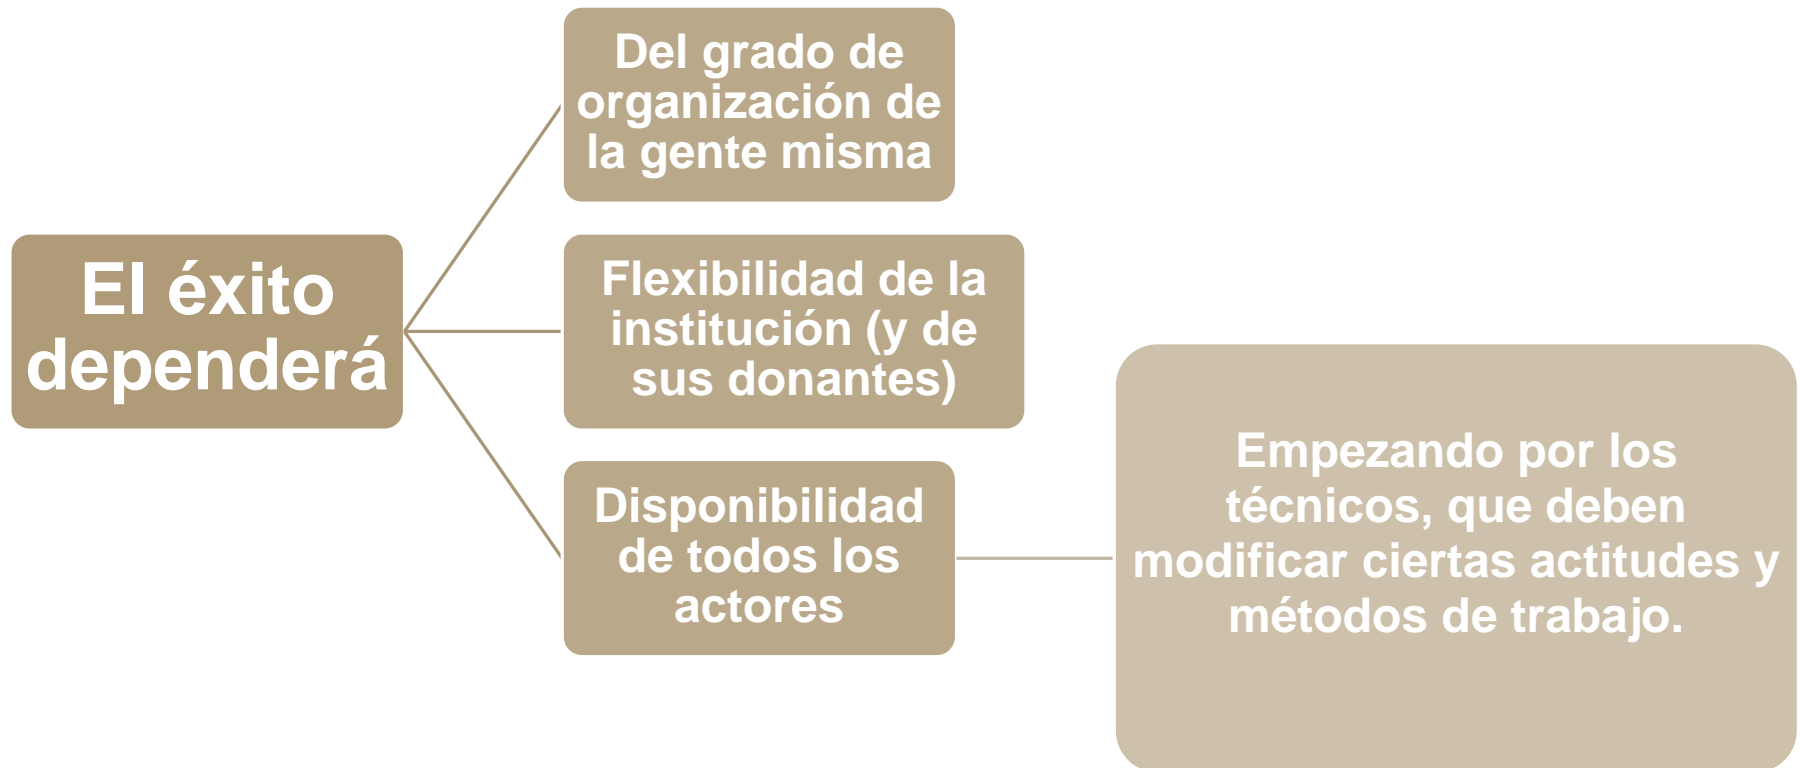 El éxito
dependerá
Del grado de
organización de
la gente misma
Flexibilidad de la
institución (y de
sus donantes)
Disponibilidad
de todos los
actores
Empezando por los
técnicos, que deben
modificar ciertas actitudes y
métodos de trabajo.